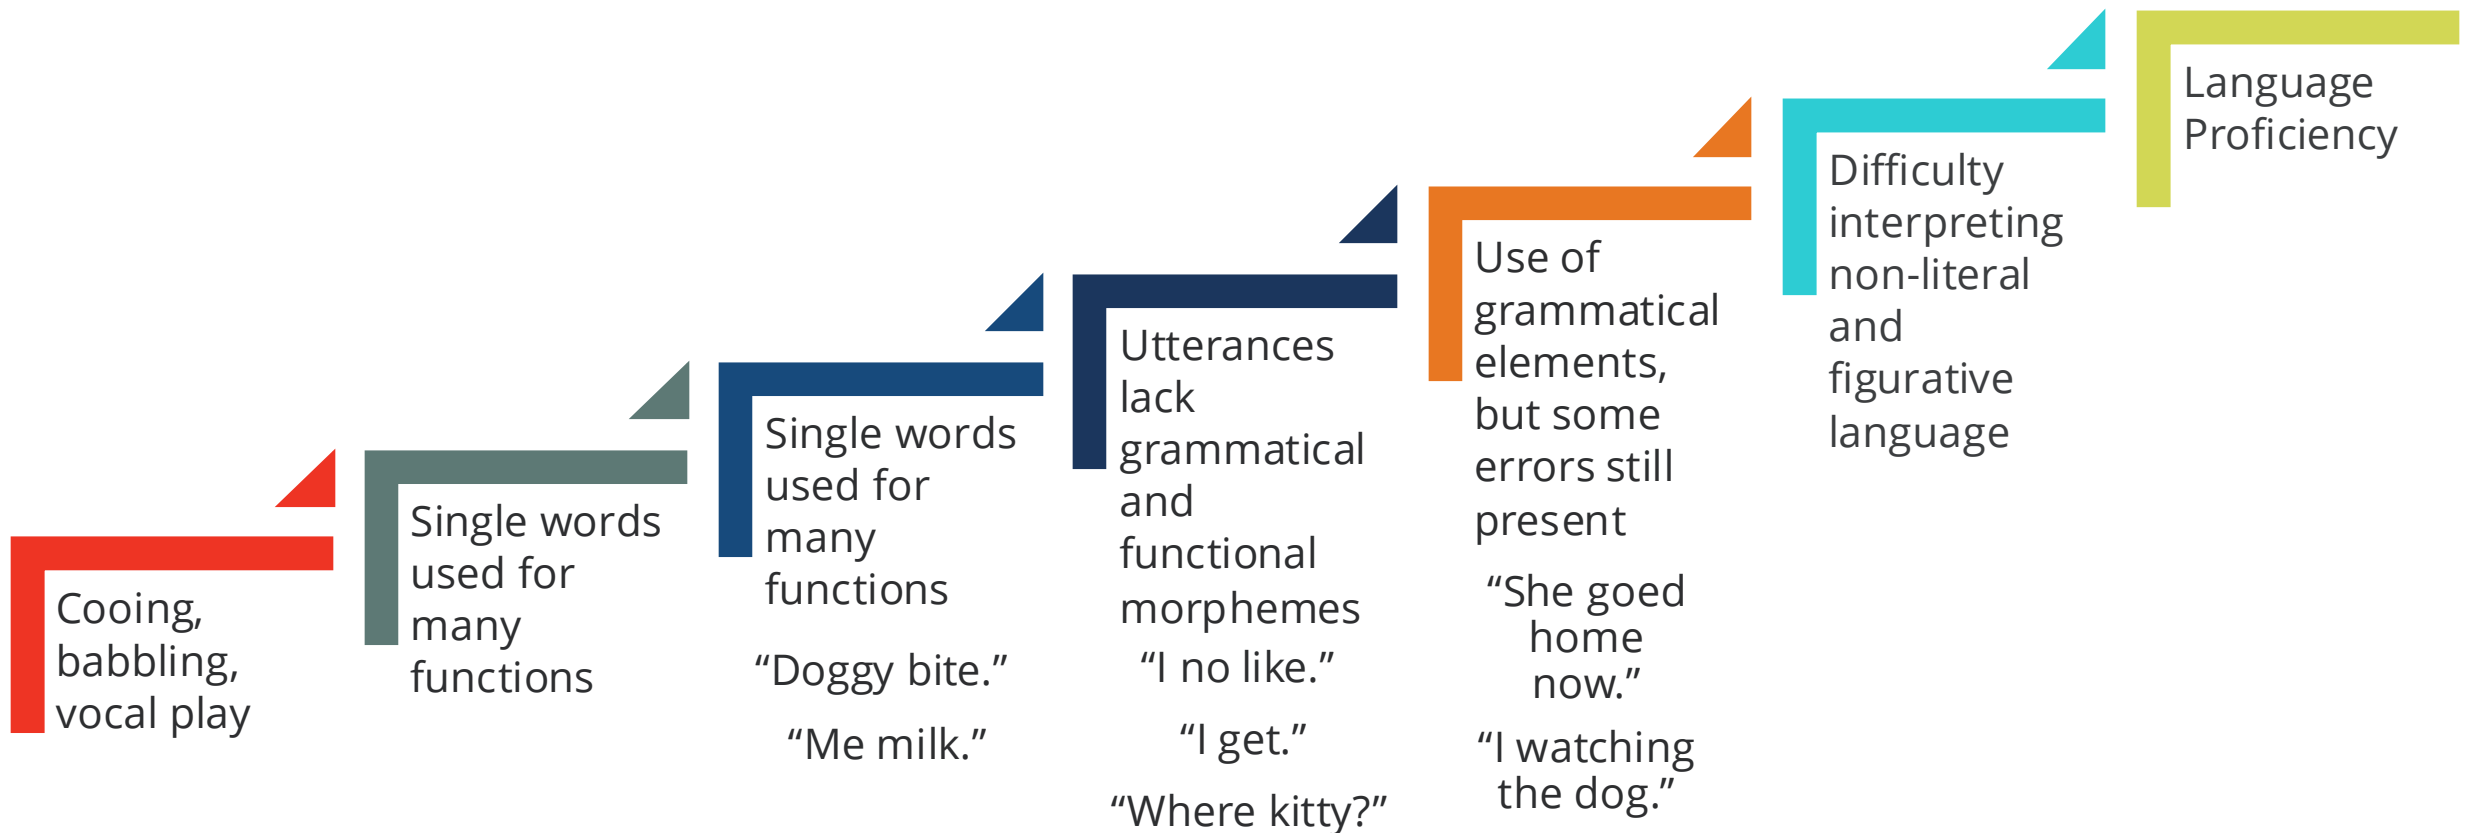 Cooing,
babbling,
vocal play
Single words
used for
many
functions
Single words
used for
many
functions
“Doggy bite.”
“Me milk.”
Utterances
lack
grammatical
and
functional
morphemes
“I no like.”
“I get.”
“Where kitty?”
Use of
grammatical
elements,
but some
errors still
present
“She goed
home
now.”
“I watching
the dog.”
Difficulty
interpreting
non-literal
and
figurative
language
Language
Proficiency